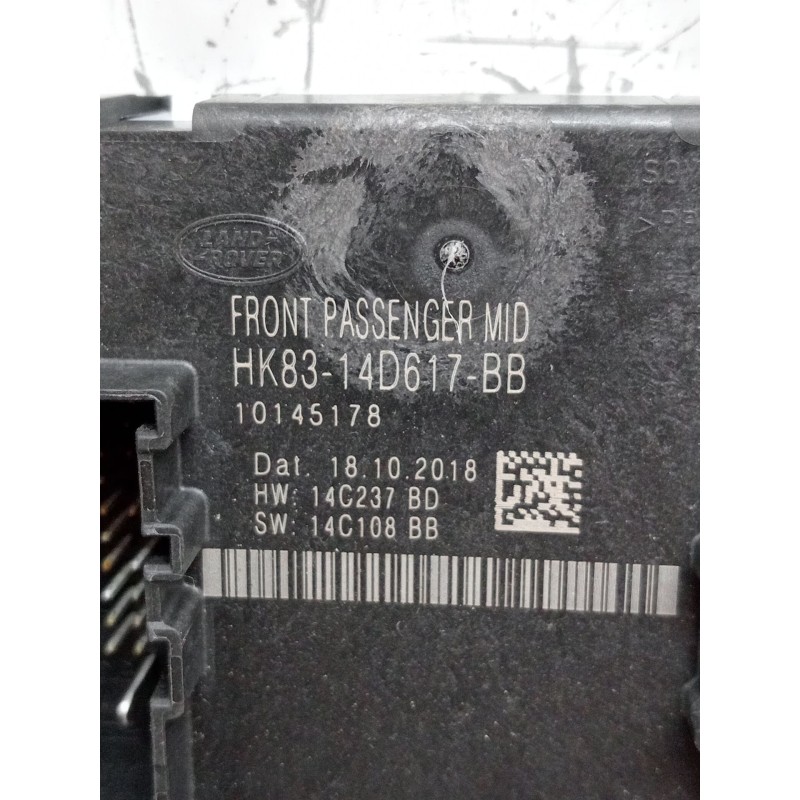 LAND-
ROVER
FRONT PASSENGER MID
HK83-14D617-BB
10145178
Dat. 18.10.2018
HW: 14C237 BD
SW: 14C108 BB